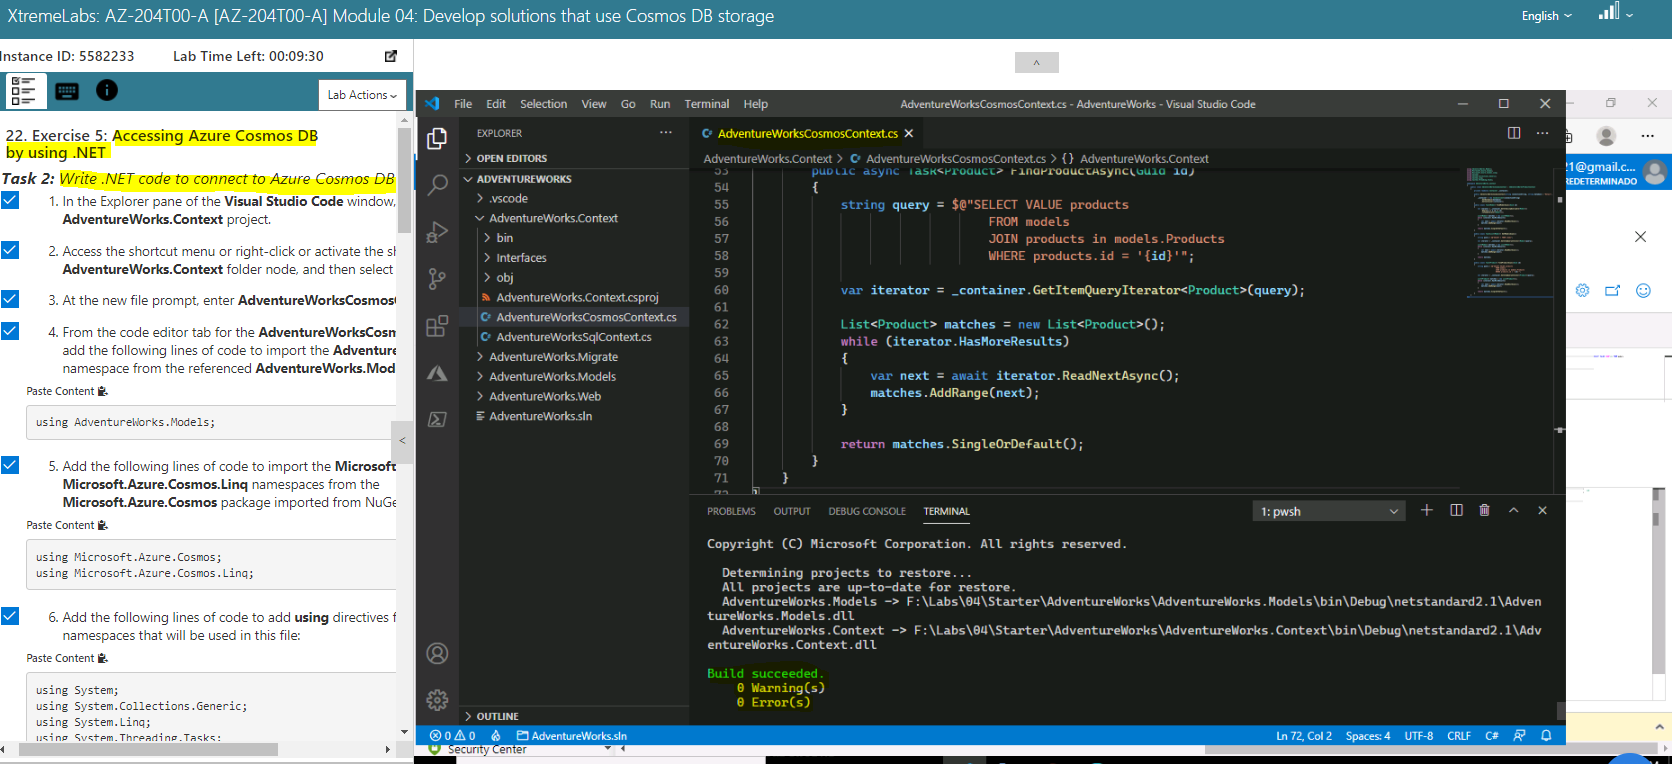 XtremeLabs: AZ-204T00-A [AZ-204T00-A] Module 04: Develop solutions that use Cosmos DB storage
English
Instance ID: 5582233
Lab Time Left: 00:09:30
Lab Actions
22. Exercise 5: Accessing Azure Cosmos DB
by using .NET
Task 2: Write .NET code to connect to Azure Cosmos DB
1. In the Explorer pane of the Visual Studio Code window,
AdventureWorks.Context project.
2. Access the shortcut menu or right-click or activate the sh
AdventureWorks.Context folder node, and then select
3. At the new file prompt, enter AdventureWorksCosmos
4. From the code editor tab for the AdventureWorksCosm
add the following lines of code to import the Adventure
namespace from the referenced AdventureWorks.Mod
Paste Content
using AdventureWorks.Models;
5. Add the following lines of code to import the Microsoft
Microsoft.Azure.Cosmos.Linq namespaces from the
Microsoft.Azure.Cosmos package imported from NuGe
Paste Content
using Microsoft.Azure.Cosmos;
using Microsoft.Azure.Cosmos.Linq;
6. Add the following lines of code to add using directives f
namespaces that will be used in this file:
Paste Content
using System;
using System.Collections.Generic;
using System.Linq;
using System.Threading.Tasks;
File Edit Selection View Go Run Terminal Help
AdventureWorksCosmosContext.cs - AdventureWorks - Visual Studio Code
EXPLORER
OPEN EDITORS
ADVENTUREWORKS
.vscode
AdventureWorks.Context
bin
Interfaces
obj
AdventureWorks.Context.csproj
AdventureWorksCosmosContext.cs
AdventureWorksSqlContext.cs
AdventureWorks.Migrate
AdventureWorks.Models
AdventureWorks.Web
AdventureWorks.sln
OUTLINE
AdventureWorksCosmosContext.cs
AdventureWorks.Context > AdventureWorksCosmosContext.cs > {} AdventureWorks.Context
53 public async Task<Product> FindProductAsync(Guid id)
54 {
55 string query = $@"SELECT VALUE products
56 FROM models
57 JOIN products in models.Products
58 WHERE products.id = '{id}'";
59
60 var iterator = _container.GetItemQueryIterator<Product>(query);
61
62 List<Product> matches = new List<Product>();
63 while (iterator.HasMoreResults)
64 {
65 var next = await iterator.ReadNextAsync();
66 matches.AddRange(next);
67 }
68
69 return matches.SingleOrDefault();
70 }
71 }
72 }
PROBLEMS OUTPUT DEBUG CONSOLE TERMINAL
1: pwsh
Copyright (C) Microsoft Corporation. All rights reserved.
Determining projects to restore...
All projects are up-to-date for restore.
AdventureWorks.Models -> F:\Labs\04\Starter\AdventureWorks\AdventureWorks.Models\bin\Debug\netstandard2.1\Adven
tureWorks.Models.dll
AdventureWorks.Context -> F:\Labs\04\Starter\AdventureWorks\AdventureWorks.Context\bin\Debug\netstandard2.1\Adv
entureWorks.Context.dll
Build succeeded.
0 Warning(s)
0 Error(s)
0 0 AdventureWorks.sln
Ln 72, Col 2 Spaces: 4 UTF-8 CRLF C#
Security Center
1@gmail.c...
REDETERMINADO